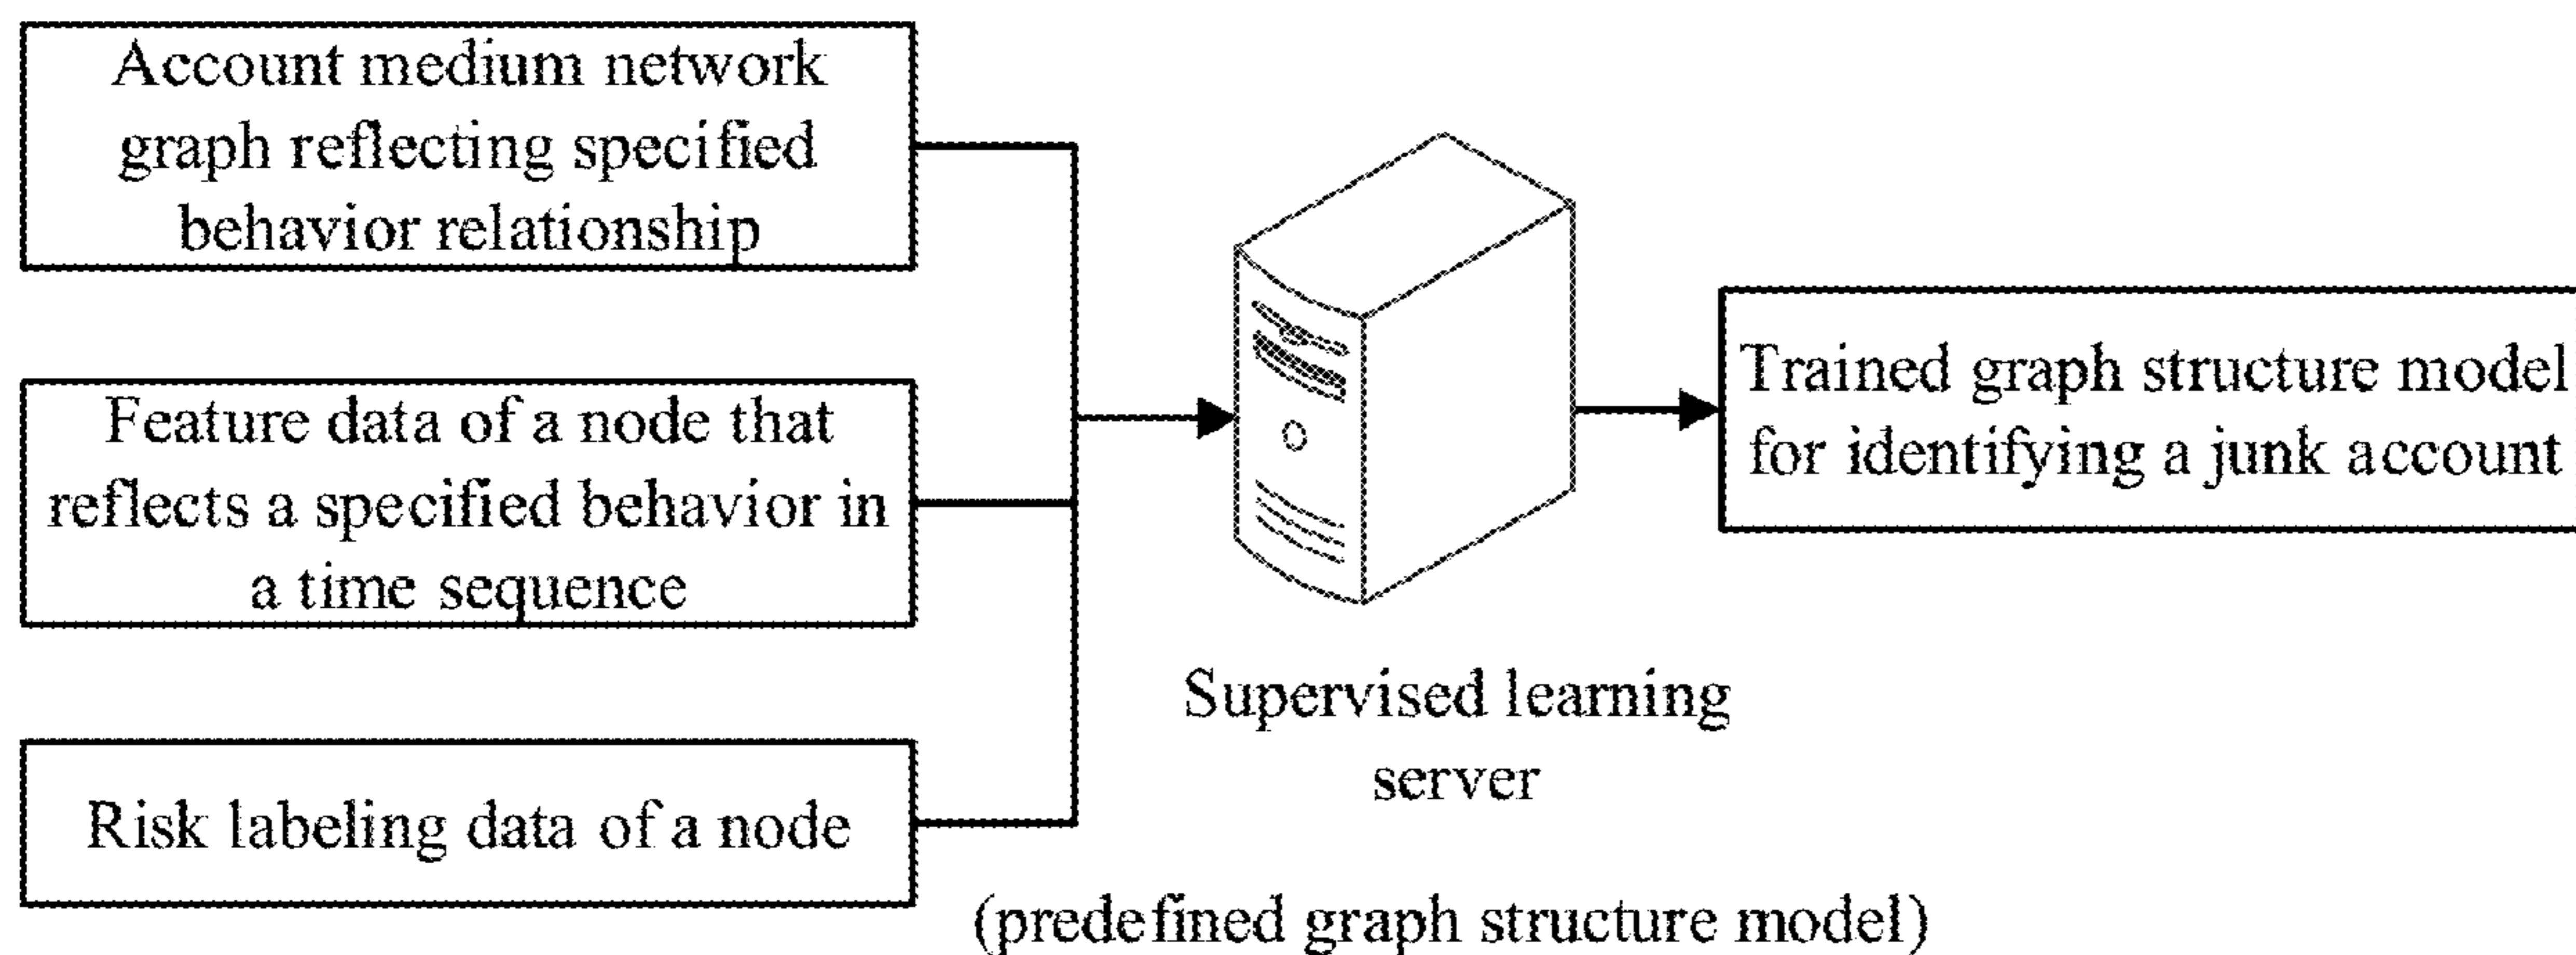 Account medium network
graph reflecting specified
behavior relationship
Feature data of a node that
reflects a specified behavior in
a time sequence
Risk labeling data of a node
Supervised learning
server
(predefined graph structure model)
Trained graph structure model
for identifying a junk account